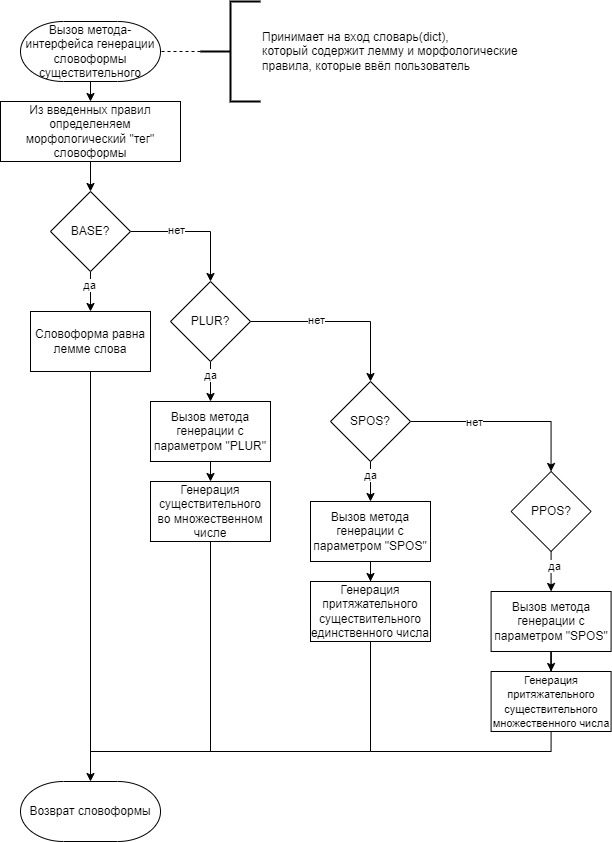 Вызов метода-
интерфейса генерации
словоформы
существительного
Принимает на вход словарь(dict),
который содержит лемму и морфологические
правила, которые ввёл пользователь
Из введенных правил
определеняем
морфологический "тег"
словоформы
BASE?
нет
да
Словоформа равна
лемме слова
PLUR?
нет
да
Вызов метода
генерации с
параметром "PLUR"
Генерация
существительного
во множественном
числе
SPOS?
нет
да
Вызов метода
генерации с
параметром "SPOS"
Генерация
притяжательного
существительного
единственного числа
PPOS?
да
Вызов метода
генерации с
параметром "SPOS"
Генерация
притяжательного
существительного
множественного числа
Возврат словоформы